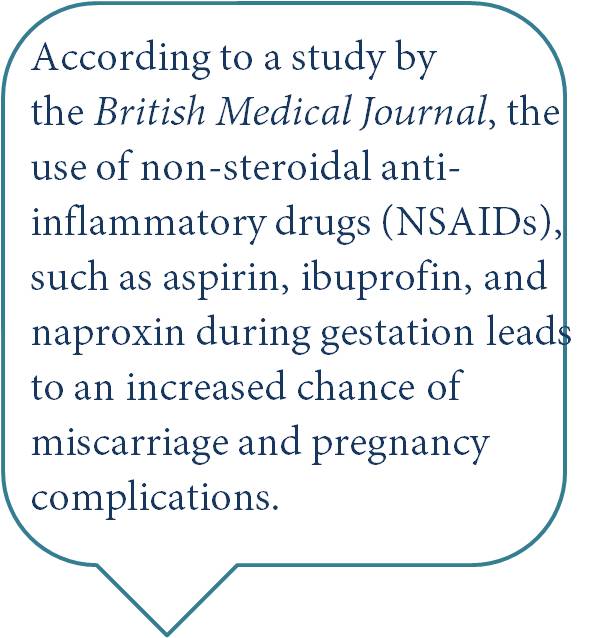 According to a study by
the British Medical Journal, the
use of non-steroidal anti-
inflammatory drugs (NSAIDs),
such as aspirin, ibuprofin, and
naproxin during gestation leads
to an increased chance of
miscarriage and pregnancy
complications.